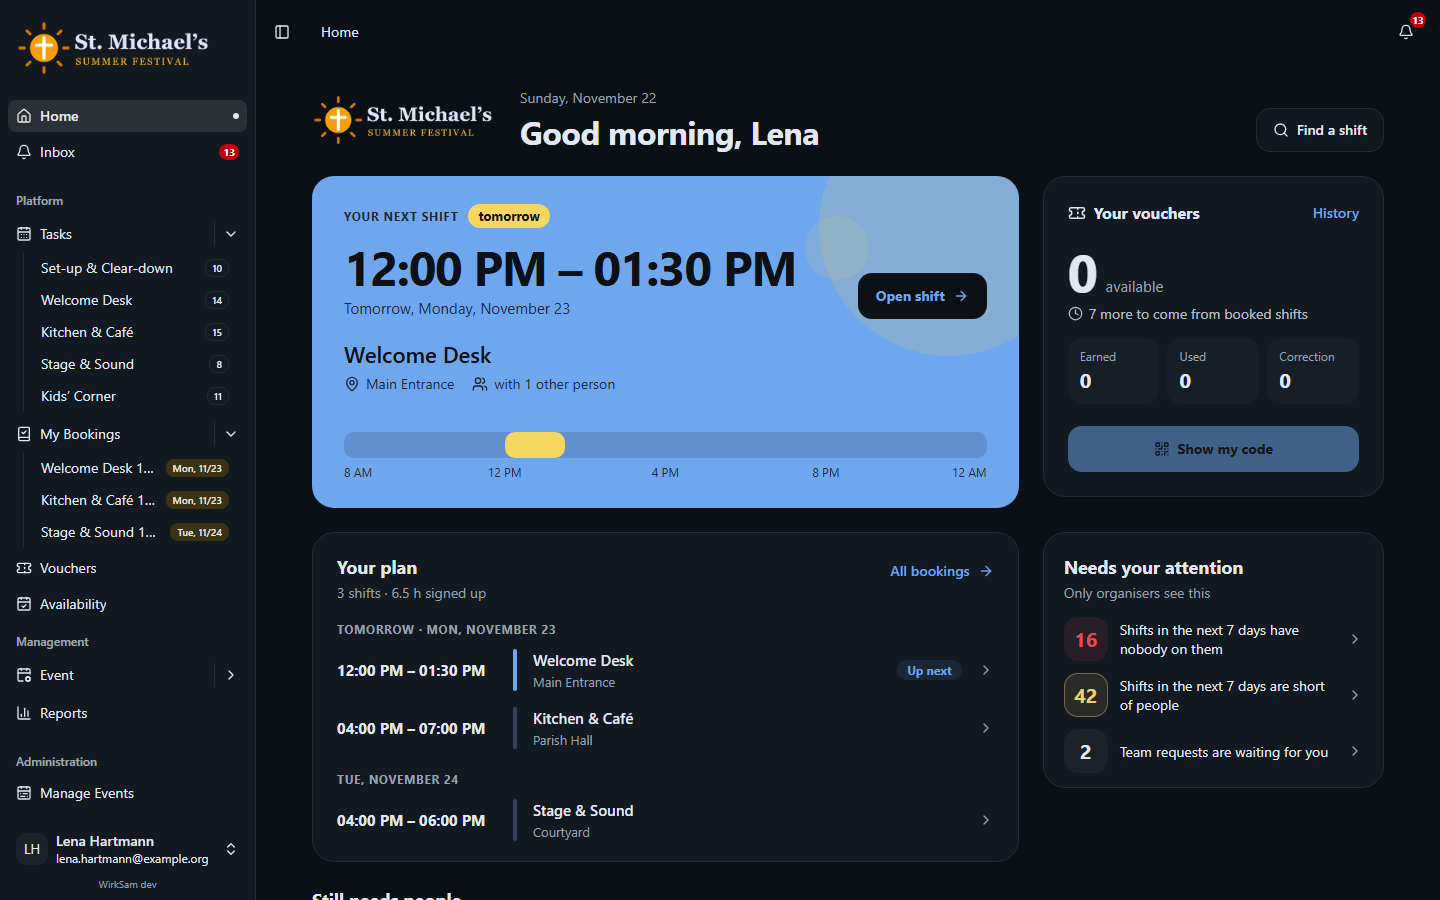 St. Michael's
SUMMER FESTIVAL
Home
Inbox
13
Platform
Tasks
Set-up & Clear-down
10
Welcome Desk
14
Kitchen & Café
15
Stage & Sound
8
Kids' Corner
11
My Bookings
Welcome Desk 1...
Mon, 11/23
Kitchen & Café 1...
Mon, 11/23
Stage & Sound 1...
Tue, 11/24
Vouchers
Availability
Management
Event
Reports
Administration
Manage Events
LH
Lena Hartmann
lena.hartmann@example.org
WirkSam dev
Home
13
St. Michael's
SUMMER FESTIVAL
Sunday, November 22
Good morning, Lena
Find a shift
YOUR NEXT SHIFT
tomorrow
12:00 PM – 01:30 PM
Tomorrow, Monday, November 23
Open shift
Welcome Desk
Main Entrance
with 1 other person
8 AM
12 PM
4 PM
8 PM
12 AM
Your vouchers
History
0 available
7 more to come from booked shifts
Earned
0
Used
0
Correction
0
Show my code
Your plan
3 shifts · 6.5 h signed up
All bookings
TOMORROW · MON, NOVEMBER 23
12:00 PM – 01:30 PM
Welcome Desk
Main Entrance
Up next
04:00 PM – 07:00 PM
Kitchen & Café
Parish Hall
TUE, NOVEMBER 24
04:00 PM – 06:00 PM
Stage & Sound
Courtyard
Needs your attention
Only organisers see this
16
Shifts in the next 7 days have
nobody on them
42
Shifts in the next 7 days are short
of people
2
Team requests are waiting for you
Still needs people